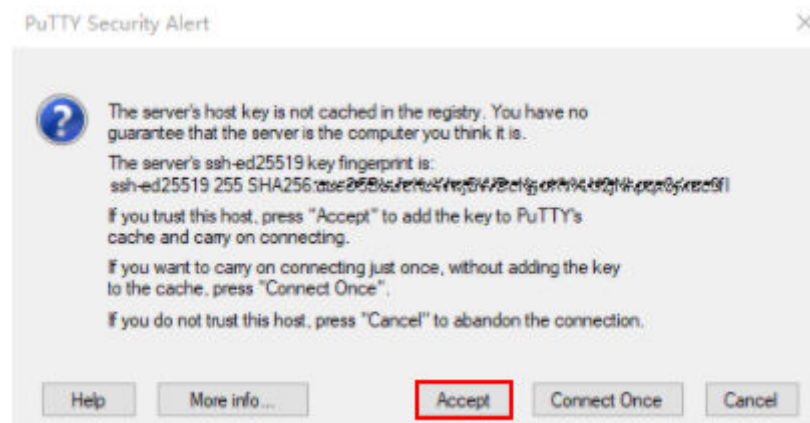 PuTTY Security Alert
The server's host key is not cached in the registry. You have no
guarantee that the server is the computer you think it is.
The server's ssh-ed25519 key fingerprint is:
ssh-ed25519 255 SHA256:
If you trust this host, press "Accept" to add the key to PuTTY's
cache and carry on connecting.
If you want to carry on connecting just once, without adding the key
to the cache, press "Connect Once".
If you do not trust this host, press "Cancel" to abandon the connection.
Help More info... Accept Connect Once Cancel